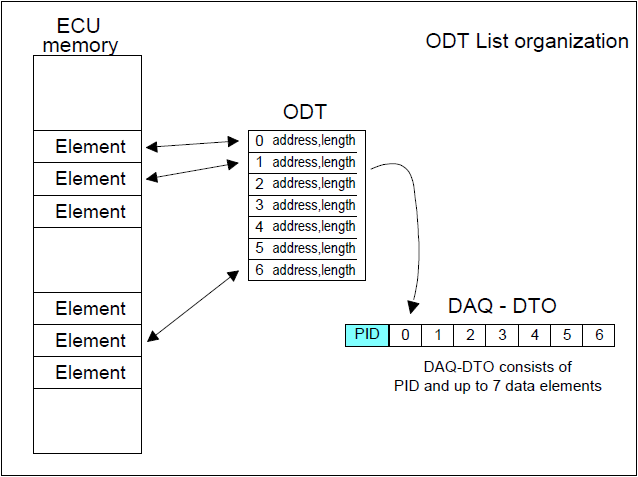 ECU
memory
ODT List organization
ODT
Element
Element
Element
Element
Element
Element
0 address,length
1 address,length
2 address,length
3 address,length
4 address,length
5 address,length
6 address,length
DAQ - DTO
PID 0 1 2 3 4 5 6
DAQ-DTO consists of
PID and up to 7 data elements